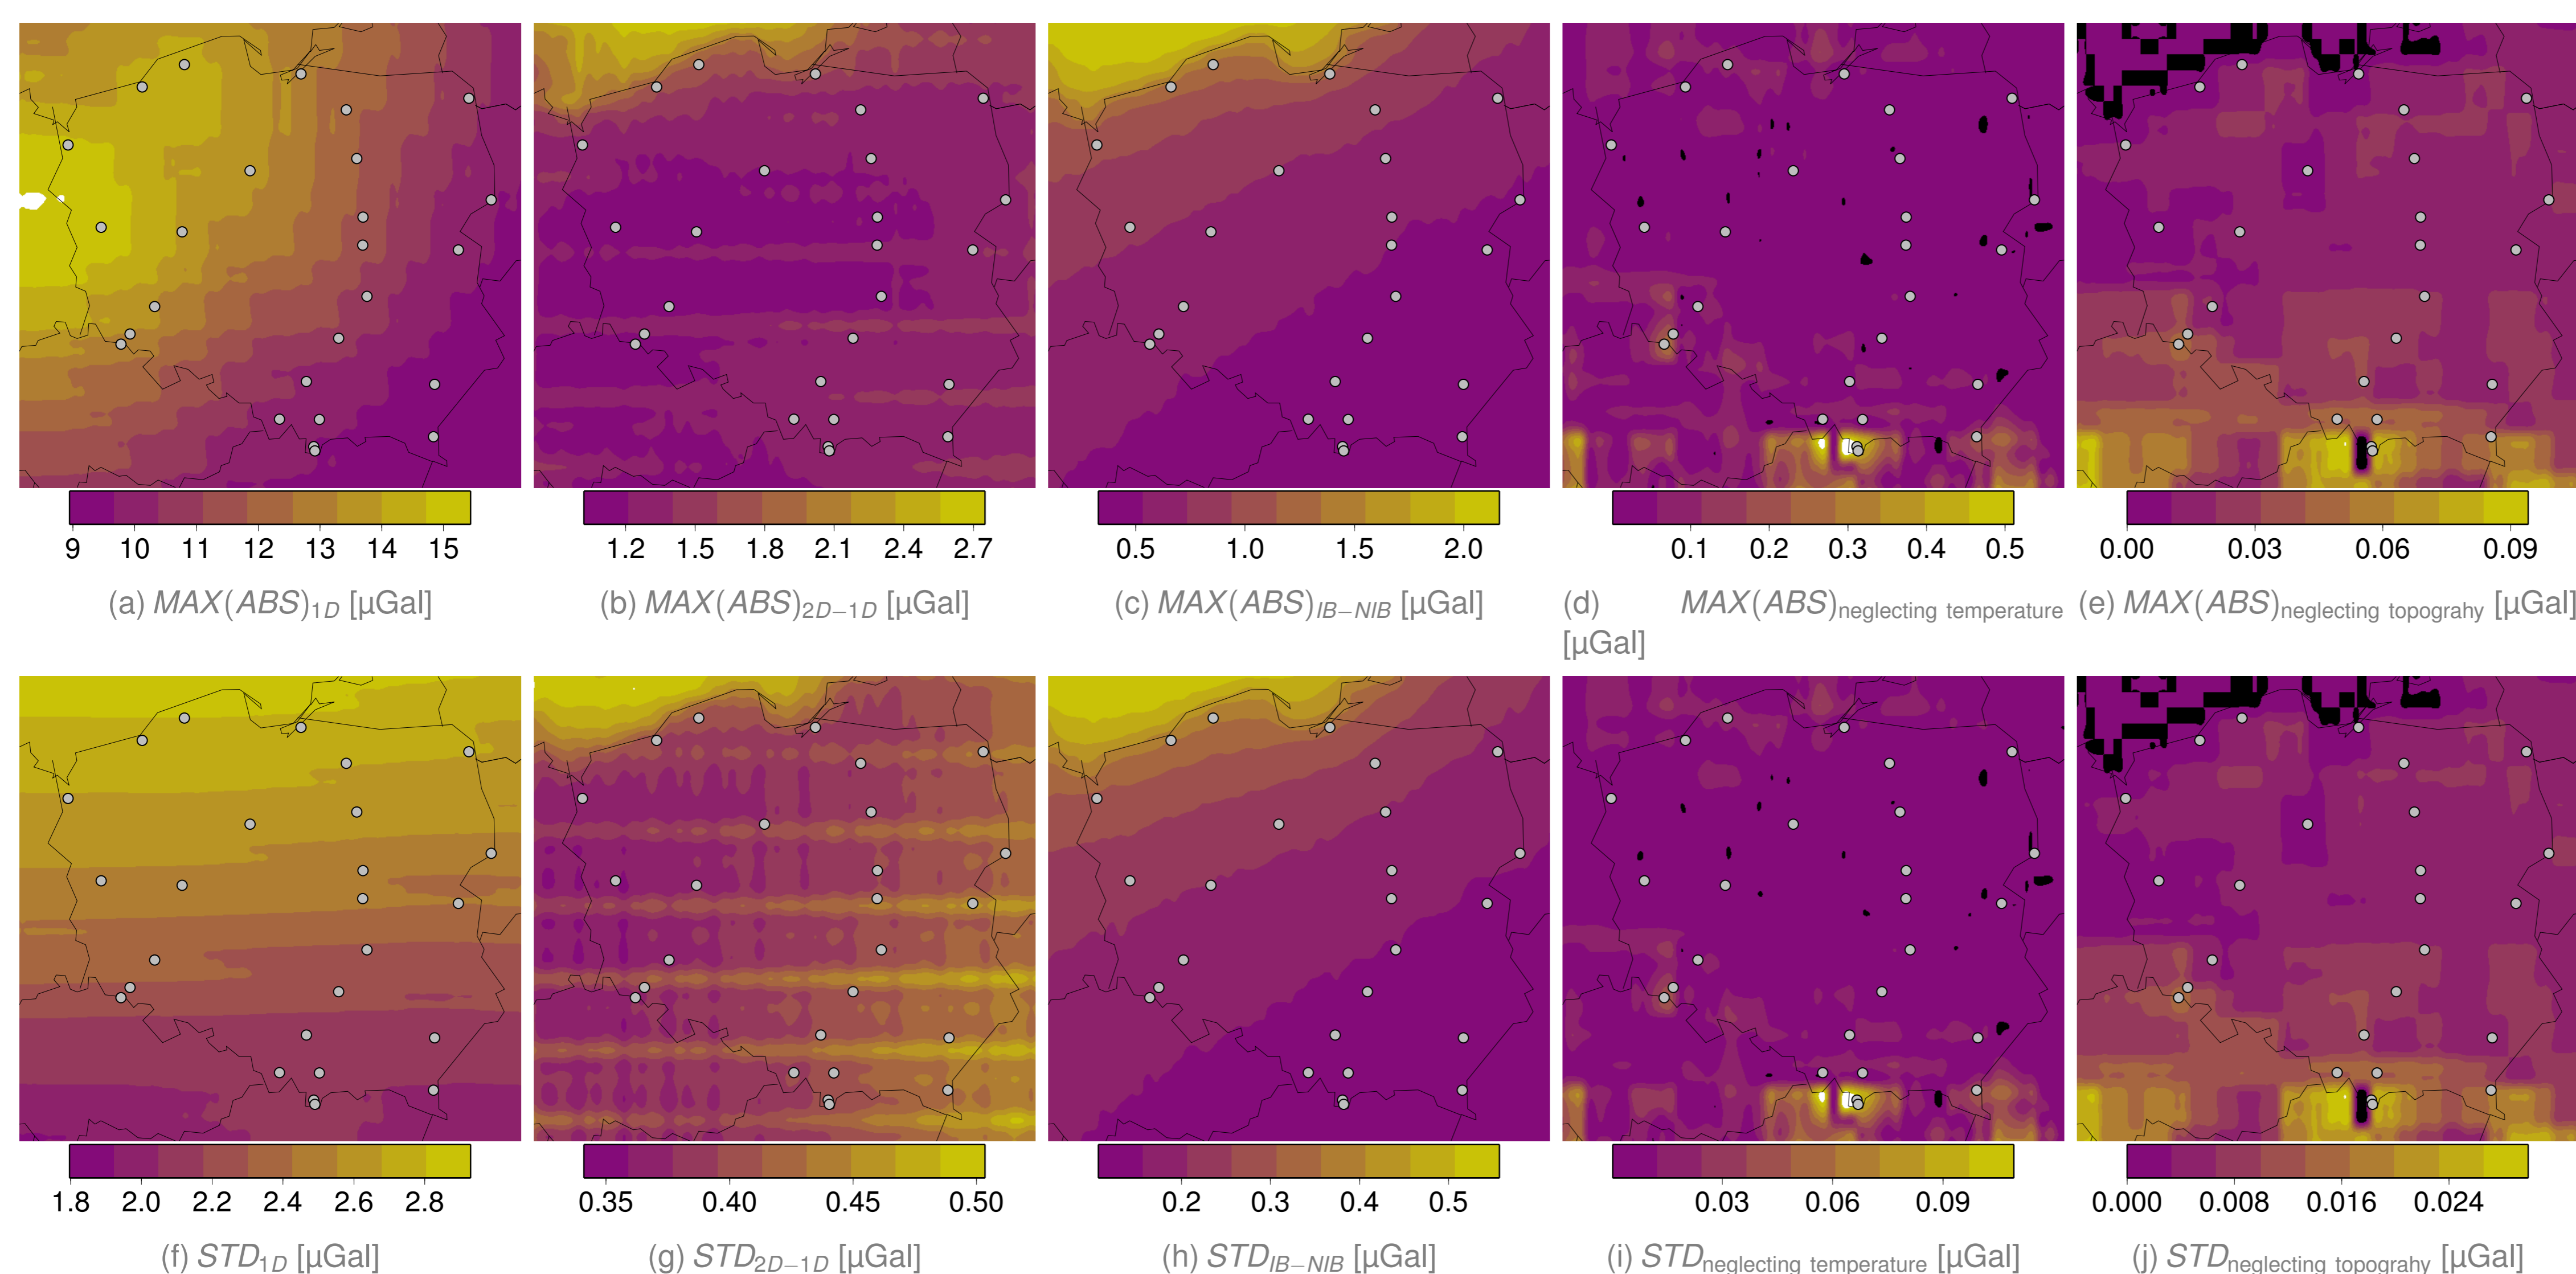 9 10 11 12 13 14 15
1.2 1.5 1.8 2.1 2.4 2.7
0.5 1.0 1.5 2.0
0.1 0.2 0.3 0.4 0.5
0.00 0.03 0.06 0.09
(a) MAX(ABS)1D [µGal]
(b) MAX(ABS)2D−1D [µGal]
(c) MAX(ABS)IB−NIB [µGal]
(d) MAX(ABS)neglecting temperature
[µGal]
(e) MAX(ABS)neglecting topograhy [µGal]
1.8 2.0 2.2 2.4 2.6 2.8
0.35 0.40 0.45 0.50
0.2 0.3 0.4 0.5
0.03 0.06 0.09
0.000 0.008 0.016 0.024
(f) STD1D [µGal]
(g) STD2D−1D [µGal]
(h) STDIB−NIB [µGal]
(i) STDneglecting temperature [µGal]
(j) STDneglecting topograhy [µGal]